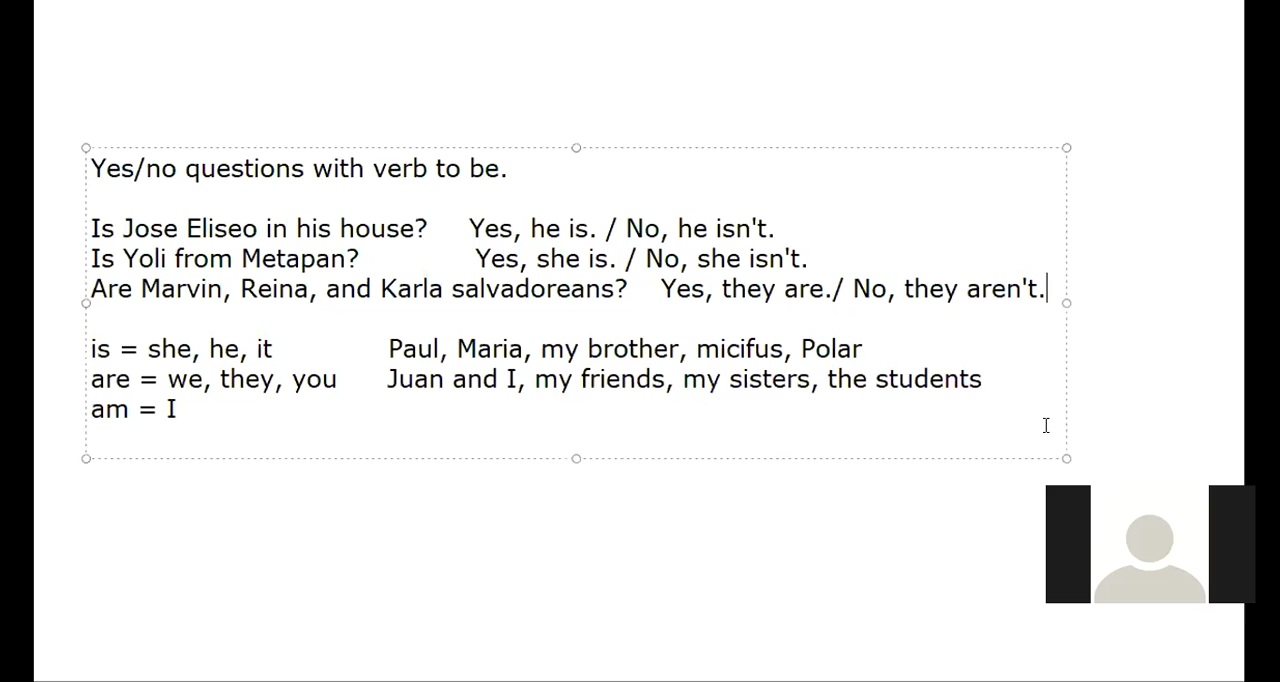 Yes/no questions with verb to be.
Is Jose Eliseo in his house? Yes, he is. / No, he isn't.
Is Yoli from Metapan? Yes, she is. / No, she isn't.
Are Marvin, Reina, and Karla salvadoreans? Yes, they are./ No, they aren't.
is = she, he, it Paul, Maria, my brother, micifus, Polar
are = we, they, you Juan and I, my friends, my sisters, the students
am = I